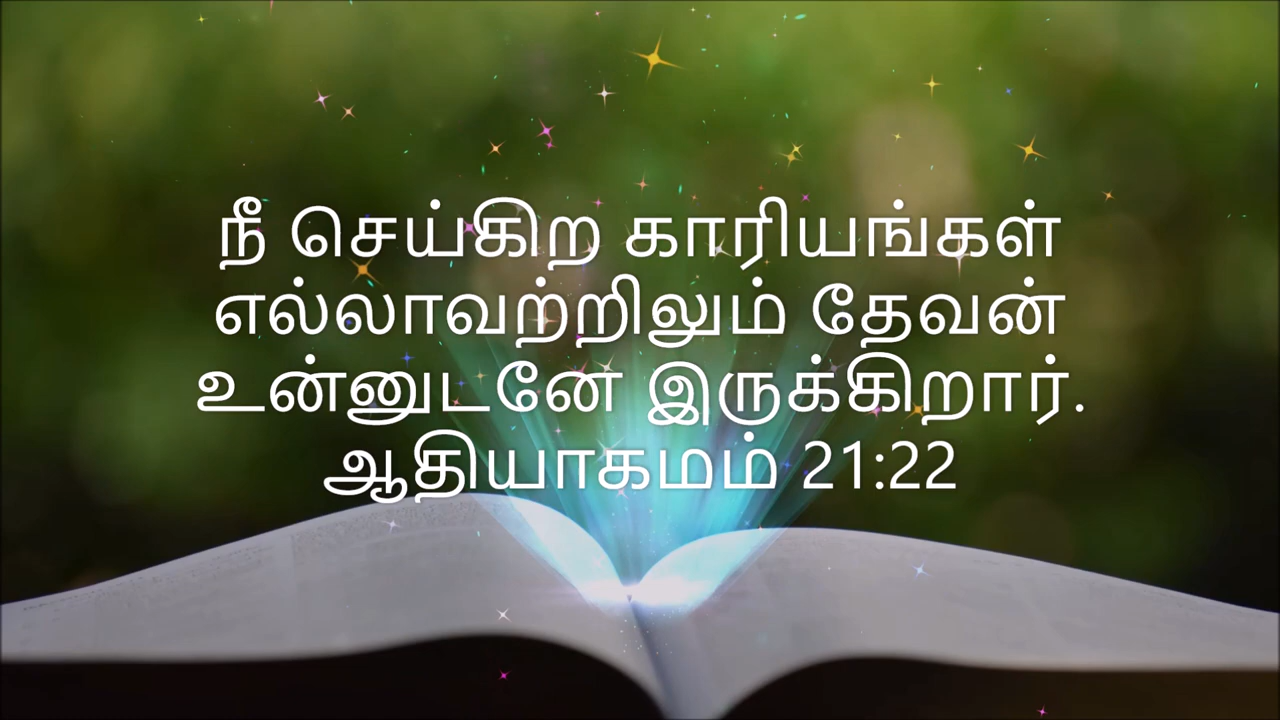 நீ செய்கிற காரியங்கள்
எல்லாவற்றிலும் தேவன்
உன்னுடனே இருக்கிறார்.
ஆதியாகமம் 21:22